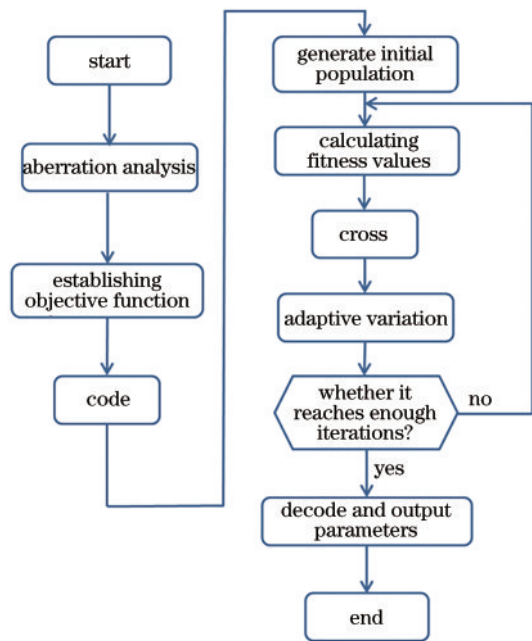 start
aberration analysis
establishing
objective function
code
generate initial
population
calculating
fitness values
cross
adaptive variation
whether it
reaches enough
iterations?
no
yes
decode and output
parameters
end